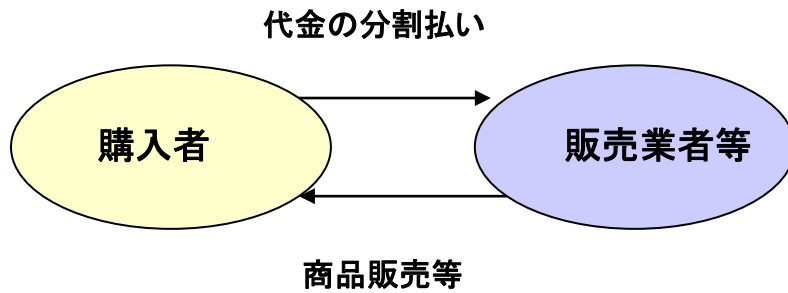 代金の分割払い
購入者
販売業者等
商品販売等